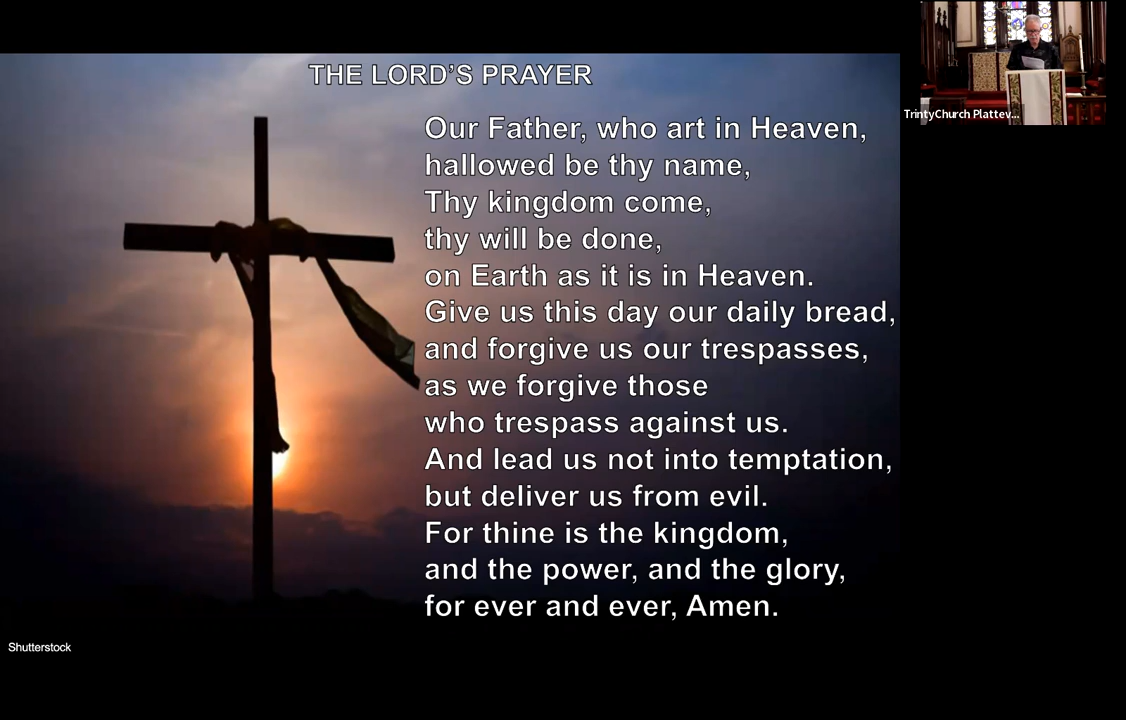 THE LORD’S PRAYER
Our Father, who art in Heaven,
hallowed be thy name,
Thy kingdom come,
thy will be done,
on Earth as it is in Heaven.
Give us this day our daily bread,
and forgive us our trespasses,
as we forgive those
who trespass against us.
And lead us not into temptation,
but deliver us from evil.
For thine is the kingdom,
and the power, and the glory,
for ever and ever, Amen.
TrintyChurch Plattev...
Shutterstock